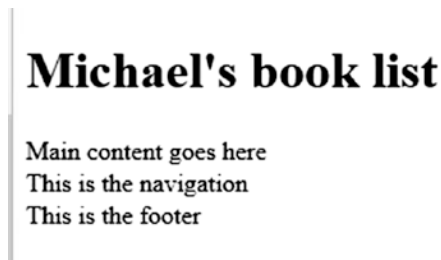 Michael's book list
Main content goes here
This is the navigation
This is the footer